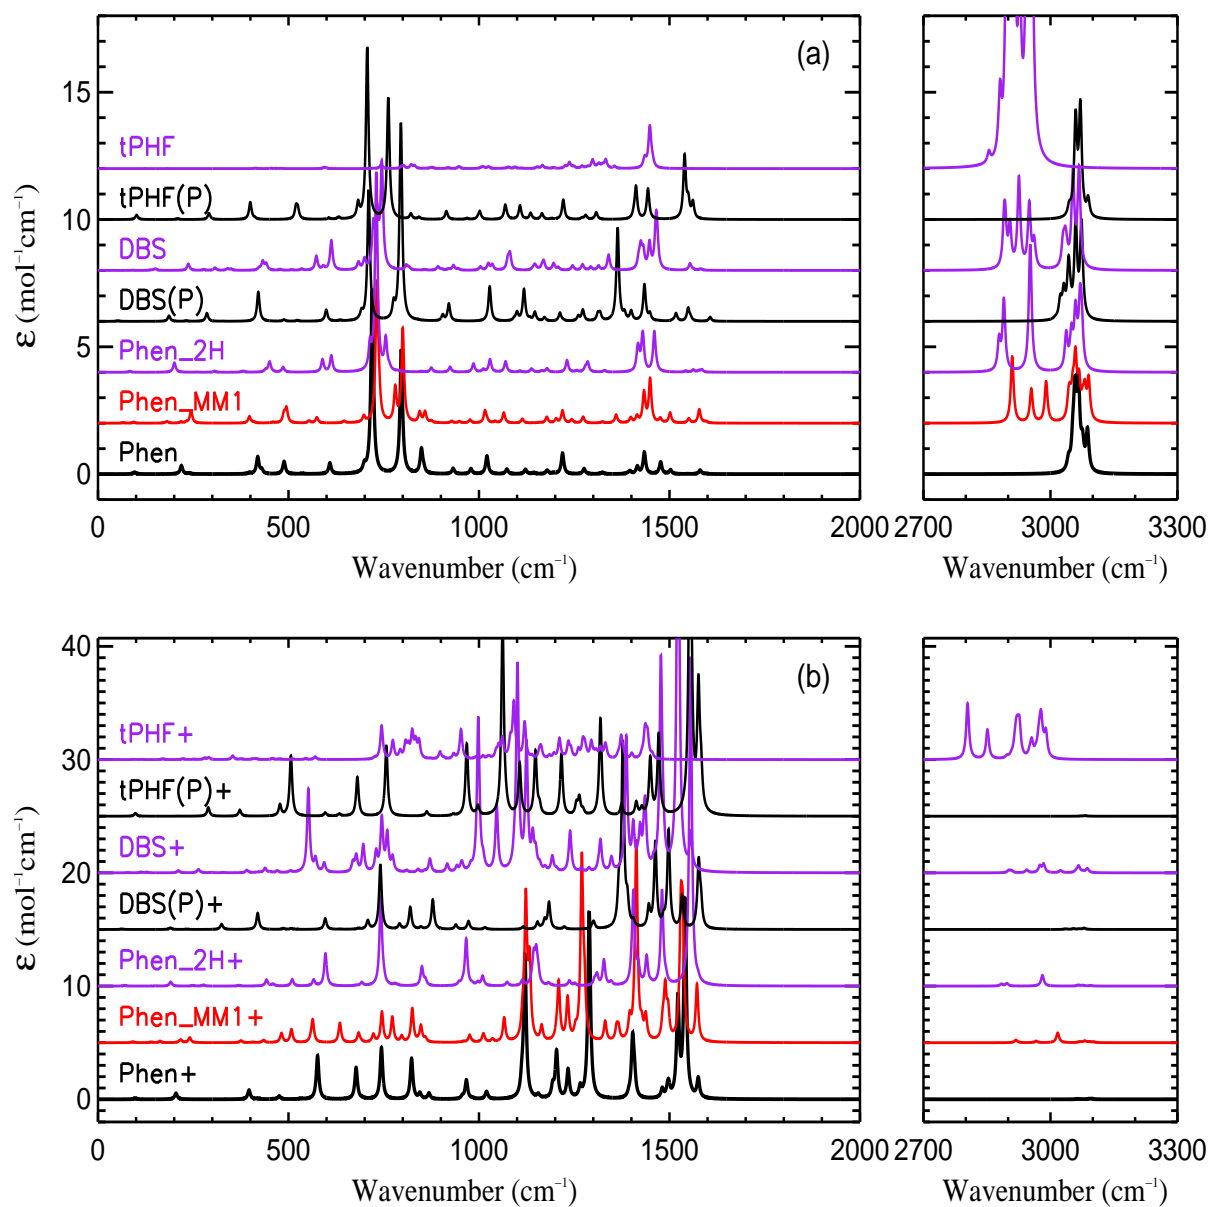 (a)
15
10
5
0
ε (mol⁻¹cm⁻¹)
tPHF
tPHF(P)
DBS
DBS(P)
Phen_2H
Phen_MM1
Phen
0 500 1000 1500 2000 2700 3000 3300
Wavenumber (cm⁻¹) Wavenumber (cm⁻¹)
(b)
40
30
20
10
0
ε (mol⁻¹cm⁻¹)
tPHF+
tPHF(P)+
DBS+
DBS(P)+
Phen_2H+
Phen_MM1+
Phen+
0 500 1000 1500 2000 2700 3000 3300
Wavenumber (cm⁻¹) Wavenumber (cm⁻¹)